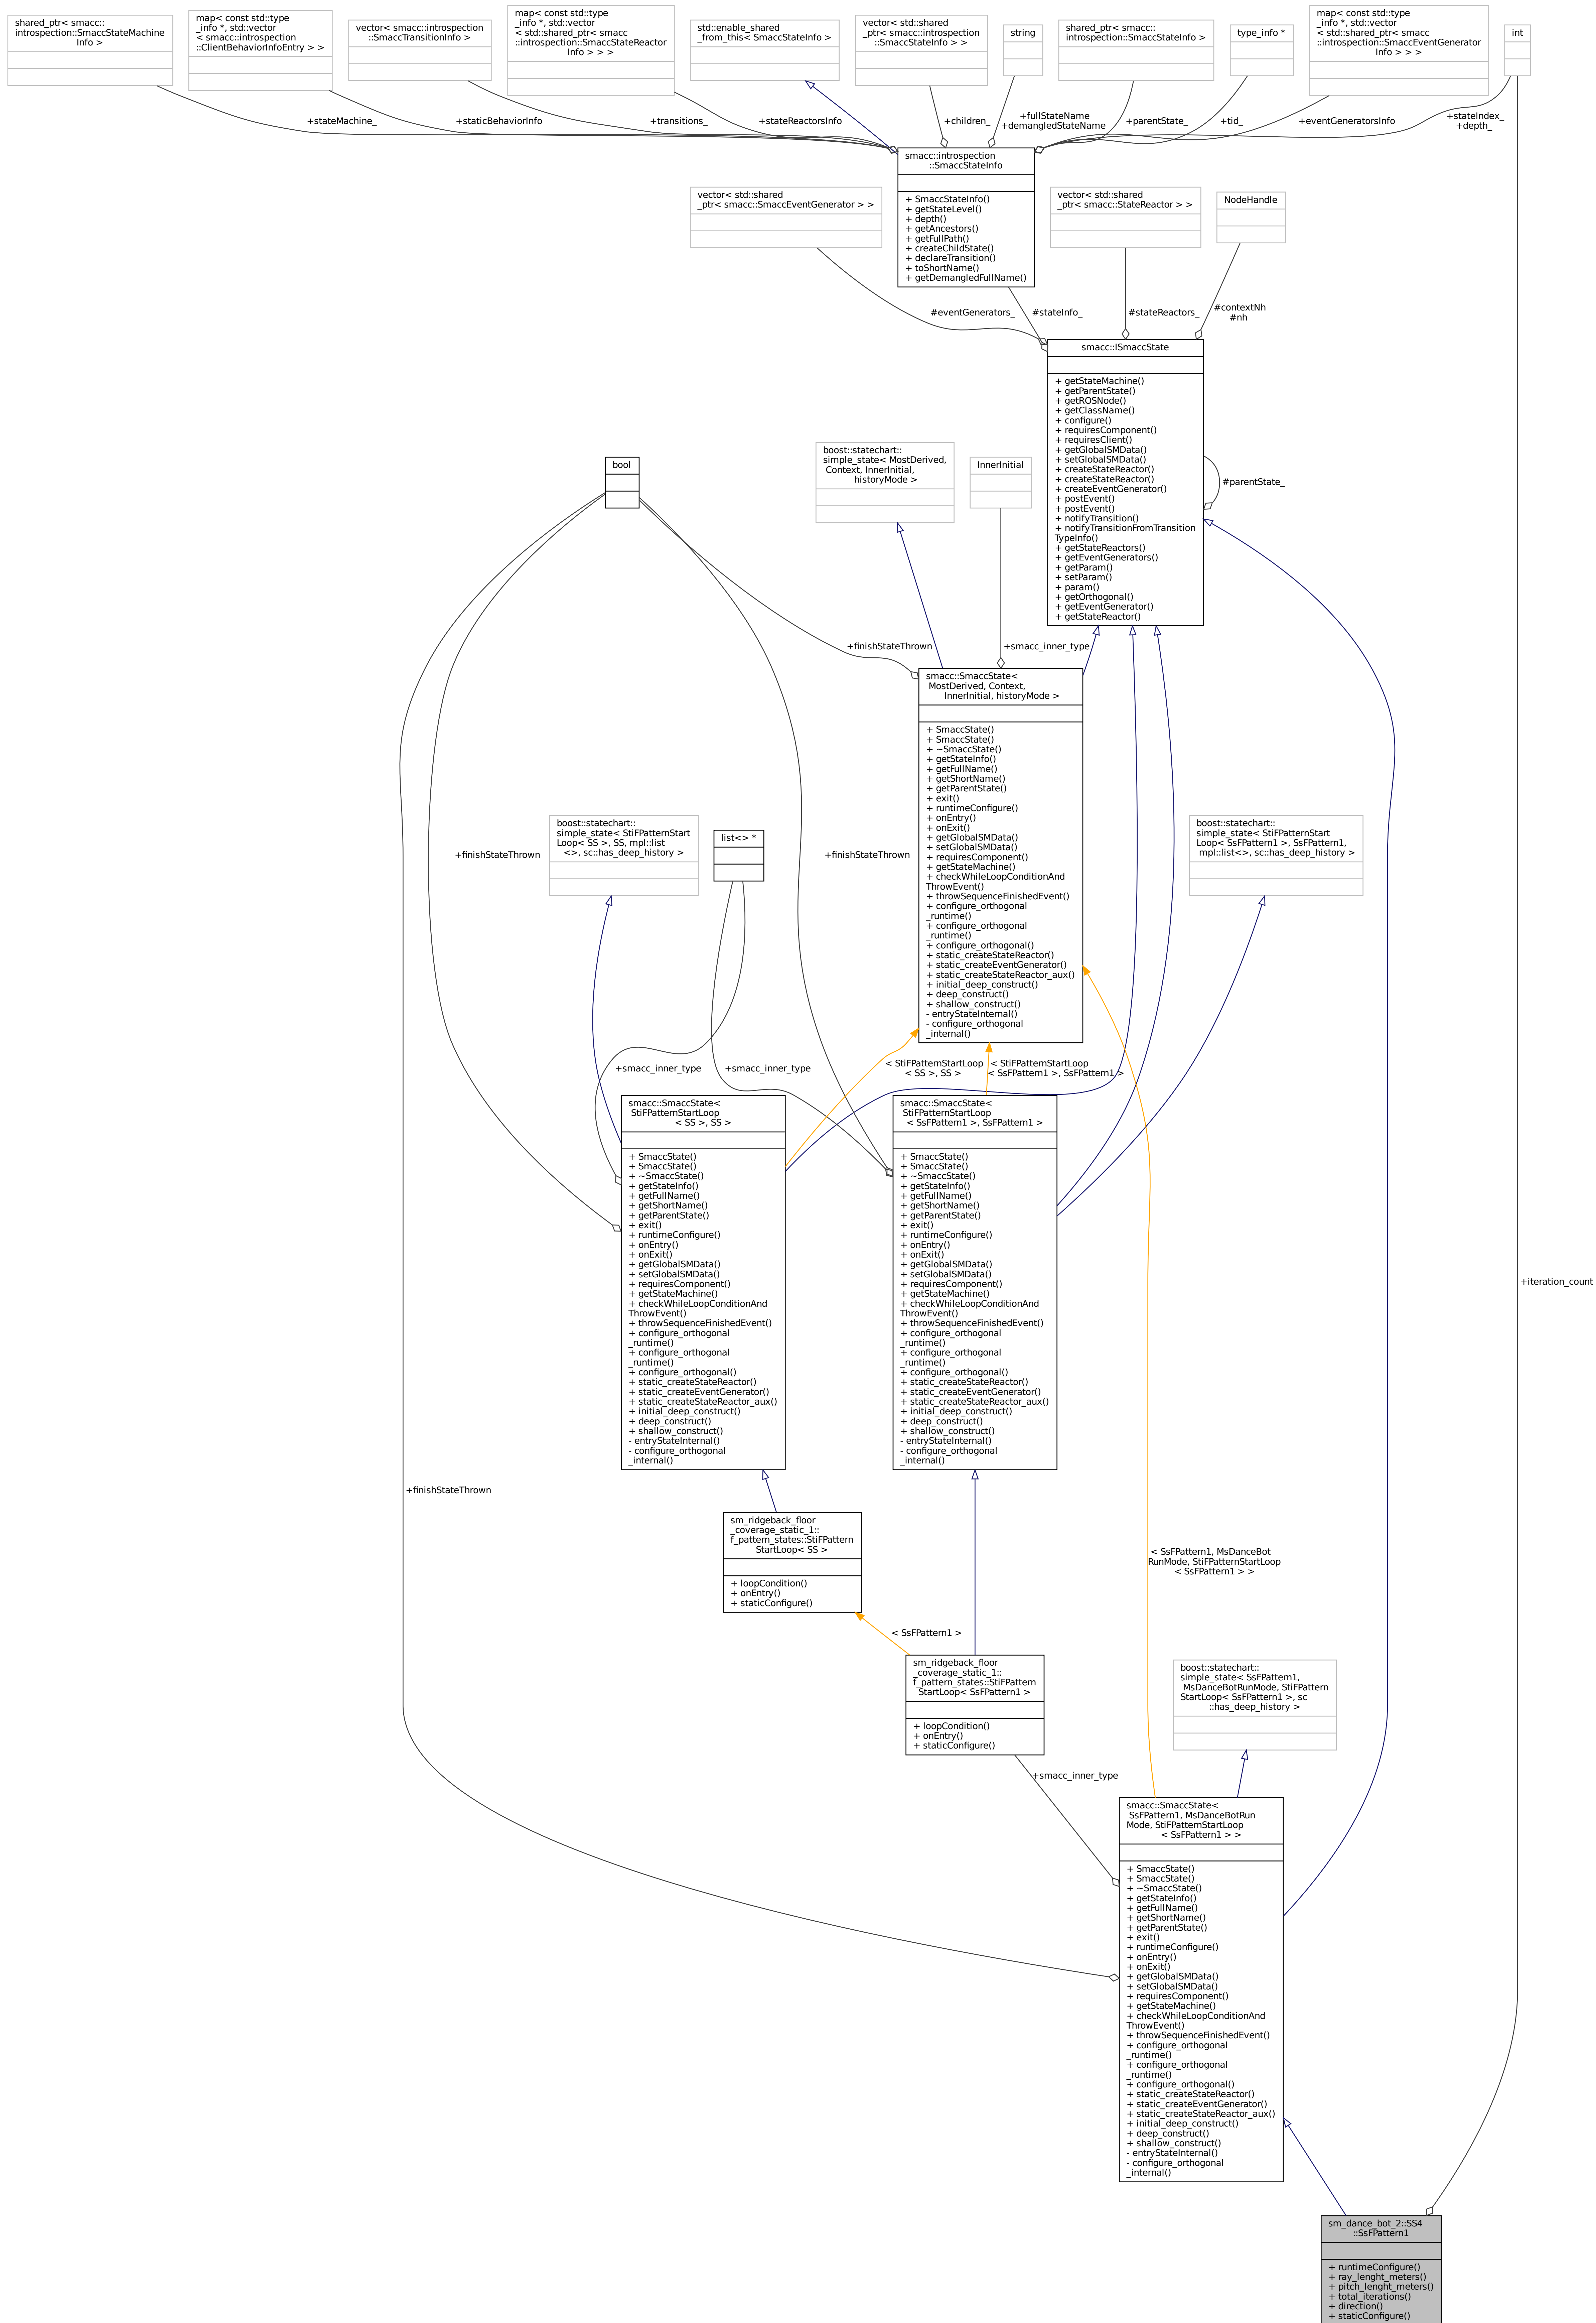 shared_ptr< smacc::
introspection::SmaccStateMachine
Info >
map< const std::type
_info *, std::vector
< smacc::introspection
::ClientBehaviorInfoEntry > >
vector< smacc::introspection
::SmaccTransitionInfo >
map< const std::type
_info *, std::vector
< std::shared_ptr< smacc
::introspection::SmaccStateReactor
Info > > >
std::enable_shared
_from_this< SmaccStateInfo >
vector< std::shared
_ptr< smacc::introspection
::SmaccStateInfo > >
string
shared_ptr< smacc::
introspection::SmaccStateInfo >
type_info *
map< const std::type
_info *, std::vector
< std::shared_ptr< smacc
::introspection::SmaccEventGenerator
Info > > >
int
+stateMachine_
+staticBehaviorInfo
+transitions_
+stateReactorsInfo
+children_
+fullStateName
+demangledStateName
+parentState_
+tid_
+eventGeneratorsInfo
+stateIndex_
+depth_
smacc::introspection
::SmaccStateInfo
+ SmaccStateInfo()
+ getStateLevel()
+ depth()
+ getAncestors()
+ getFullPath()
+ createChildState()
+ declareTransition()
+ toShortName()
+ getDemangledFullName()
vector< std::shared
_ptr< smacc::SmaccEventGenerator > >
vector< std::shared
_ptr< smacc::StateReactor > >
NodeHandle
#eventGenerators_
#stateInfo_
#stateReactors_
#contextNh
#nh
smacc::ISmaccState
+ getStateMachine()
+ getParentState()
+ getROSNode()
+ getClassName()
+ configure()
+ requiresComponent()
+ requiresClient()
+ getGlobalSMData()
+ setGlobalSMData()
+ createStateReactor()
+ createStateReactor()
+ createEventGenerator()
+ postEvent()
+ postEvent()
+ notifyTransition()
+ notifyTransitionFromTransition
TypeInfo()
+ getStateReactors()
+ getEventGenerators()
+ getParam()
+ setParam()
+ param()
+ getOrthogonal()
+ getEventGenerator()
+ getStateReactor()
#parentState_
bool
boost::statechart::
simple_state< MostDerived,
Context, InnerInitial,
historyMode >
InnerInitial
+finishStateThrown
+smacc_inner_type
smacc::SmaccState<
MostDerived, Context,
InnerInitial, historyMode >
+ SmaccState()
+ SmaccState()
+ ~SmaccState()
+ getStateInfo()
+ getFullName()
+ getShortName()
+ getParentState()
+ exit()
+ runtimeConfigure()
+ onEntry()
+ onExit()
+ getGlobalSMData()
+ setGlobalSMData()
+ requiresComponent()
+ getStateMachine()
+ checkWhileLoopConditionAnd
ThrowEvent()
+ throwSequenceFinishedEvent()
+ configure_orthogonal
_runtime()
+ configure_orthogonal
_runtime()
+ configure_orthogonal()
+ static_createStateReactor()
+ static_createEventGenerator()
+ static_createStateReactor_aux()
+ initial_deep_construct()
+ deep_construct()
+ shallow_construct()
- entryStateInternal()
- configure_orthogonal
_internal()
boost::statechart::
simple_state< StiFPatternStart
Loop< SS >, SS, mpl::list
<>, sc::has_deep_history >
list<> *
boost::statechart::
simple_state< StiFPatternStart
Loop< SsFPattern1 >, SsFPattern1,
mpl::list<>, sc::has_deep_history >
+finishStateThrown
+finishStateThrown
+smacc_inner_type
+smacc_inner_type
< StiFPatternStartLoop
< SS >, SS >
< StiFPatternStartLoop
< SsFPattern1 >, SsFPattern1 >
smacc::SmaccState<
StiFPatternStartLoop
< SS >, SS >
+ SmaccState()
+ SmaccState()
+ ~SmaccState()
+ getStateInfo()
+ getFullName()
+ getShortName()
+ getParentState()
+ exit()
+ runtimeConfigure()
+ onEntry()
+ onExit()
+ getGlobalSMData()
+ setGlobalSMData()
+ requiresComponent()
+ getStateMachine()
+ checkWhileLoopConditionAnd
ThrowEvent()
+ throwSequenceFinishedEvent()
+ configure_orthogonal
_runtime()
+ configure_orthogonal
_runtime()
+ configure_orthogonal()
+ static_createStateReactor()
+ static_createEventGenerator()
+ static_createStateReactor_aux()
+ initial_deep_construct()
+ deep_construct()
+ shallow_construct()
- entryStateInternal()
- configure_orthogonal
_internal()
smacc::SmaccState<
StiFPatternStartLoop
< SsFPattern1 >, SsFPattern1 >
+ SmaccState()
+ SmaccState()
+ ~SmaccState()
+ getStateInfo()
+ getFullName()
+ getShortName()
+ getParentState()
+ exit()
+ runtimeConfigure()
+ onEntry()
+ onExit()
+ getGlobalSMData()
+ setGlobalSMData()
+ requiresComponent()
+ getStateMachine()
+ checkWhileLoopConditionAnd
ThrowEvent()
+ throwSequenceFinishedEvent()
+ configure_orthogonal
_runtime()
+ configure_orthogonal
_runtime()
+ configure_orthogonal()
+ static_createStateReactor()
+ static_createEventGenerator()
+ static_createStateReactor_aux()
+ initial_deep_construct()
+ deep_construct()
+ shallow_construct()
- entryStateInternal()
- configure_orthogonal
_internal()
+iteration_count
+finishStateThrown
sm_ridgeback_floor
_coverage_static_1::
f_pattern_states::StiFPattern
StartLoop< SS >
+ loopCondition()
+ onEntry()
+ staticConfigure()
< SsFPattern1, MsDanceBot
RunMode, StiFPatternStartLoop
< SsFPattern1 > >
< SsFPattern1 >
sm_ridgeback_floor
_coverage_static_1::
f_pattern_states::StiFPattern
StartLoop< SsFPattern1 >
+ loopCondition()
+ onEntry()
+ staticConfigure()
boost::statechart::
simple_state< SsFPattern1,
MsDanceBotRunMode, StiFPattern
StartLoop< SsFPattern1 >, sc
::has_deep_history >
+smacc_inner_type
smacc::SmaccState<
SsFPattern1, MsDanceBotRun
Mode, StiFPatternStartLoop
< SsFPattern1 > >
+ SmaccState()
+ SmaccState()
+ ~SmaccState()
+ getStateInfo()
+ getFullName()
+ getShortName()
+ getParentState()
+ exit()
+ runtimeConfigure()
+ onEntry()
+ onExit()
+ getGlobalSMData()
+ setGlobalSMData()
+ requiresComponent()
+ getStateMachine()
+ checkWhileLoopConditionAnd
ThrowEvent()
+ throwSequenceFinishedEvent()
+ configure_orthogonal
_runtime()
+ configure_orthogonal
_runtime()
+ configure_orthogonal()
+ static_createStateReactor()
+ static_createEventGenerator()
+ static_createStateReactor_aux()
+ initial_deep_construct()
+ deep_construct()
+ shallow_construct()
- entryStateInternal()
- configure_orthogonal
_internal()
sm_dance_bot_2::SS4
::SsFPattern1
+ runtimeConfigure()
+ ray_lenght_meters()
+ pitch_lenght_meters()
+ total_iterations()
+ direction()
+ staticConfigure()